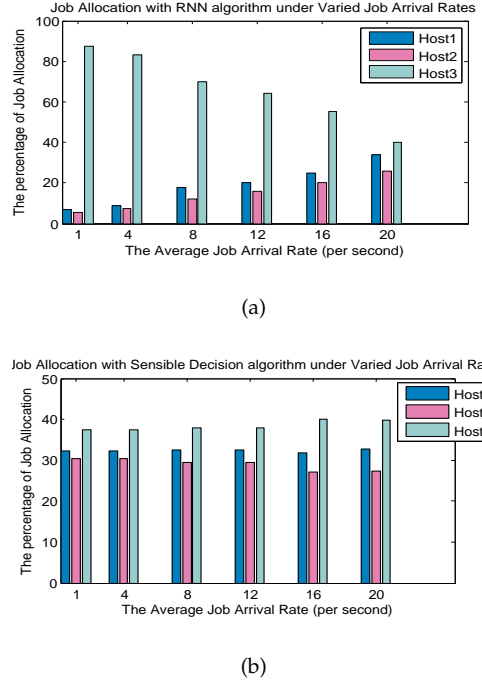 Job Allocation with RNN algorithm under Varied Job Arrival Rates
The percentage of Job Allocation
100
80
60
40
20
0
Host1
Host2
Host3
1 4 8 12 16 20
The Average Job Arrival Rate (per second)
(a)
Job Allocation with Sensible Decision algorithm under Varied Job Arrival Ra
The percentage of Job Allocation
50
40
30
20
10
0
Host
Host
Host
1 4 8 12 16 20
The Average Job Arrival Rate (per second)
(b)